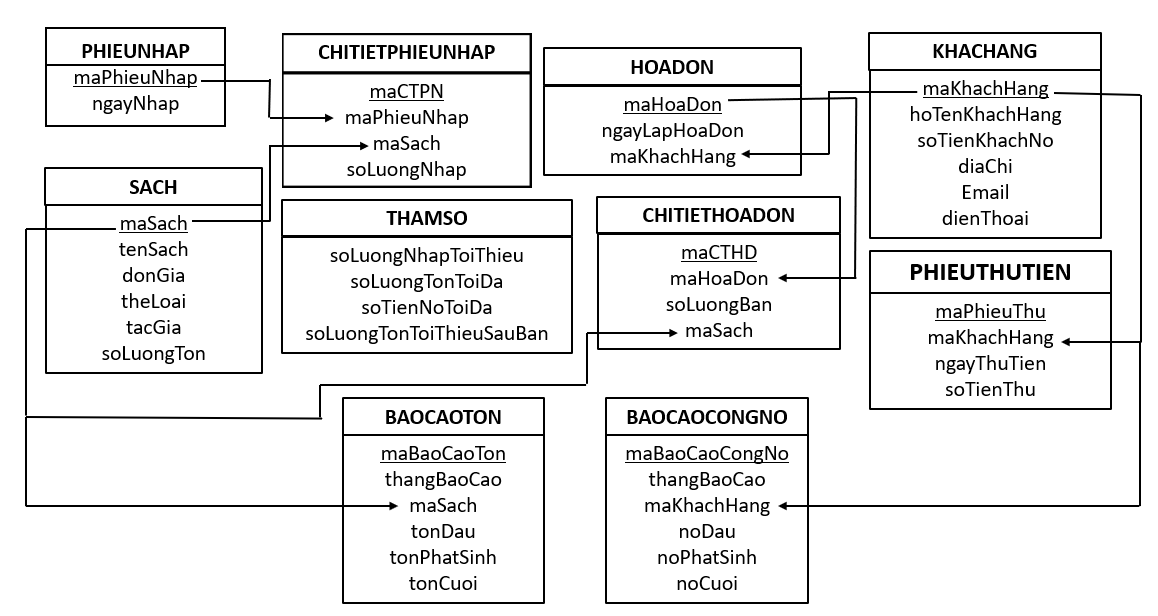 PHIEUNHAP
maPhieuNhap
ngayNhap
CHITIETPHIEUNHAP
maCTPN
maPhieuNhap
maSach
soLuongNhap
HOADON
maHoaDon
ngayLapHoaDon
maKhachHang
KHACHANG
maKhachHang
hoTenKhachHang
soTienKhachNo
diaChi
Email
dienThoai
SACH
maSach
tenSach
donGia
theLoai
tacGia
soLuongTon
THAMSO
soLuongNhapToiThieu
soLuongTonToiDa
soTienNoToiDa
soLuongTonToiThieuSauBan
CHITIETHOADON
maCTHD
maHoaDon
soLuongBan
maSach
PHIEUTHUTIEN
maPhieuThu
maKhachHang
ngayThuTien
soTienThu
BAOCAOTON
maBaoCaoTon
thangBaoCao
maSach
tonDau
tonPhatSinh
tonCuoi
BAOCAOCONGNO
maBaoCaoCongNo
thangBaoCao
maKhachHang
noDau
noPhatSinh
noCuoi